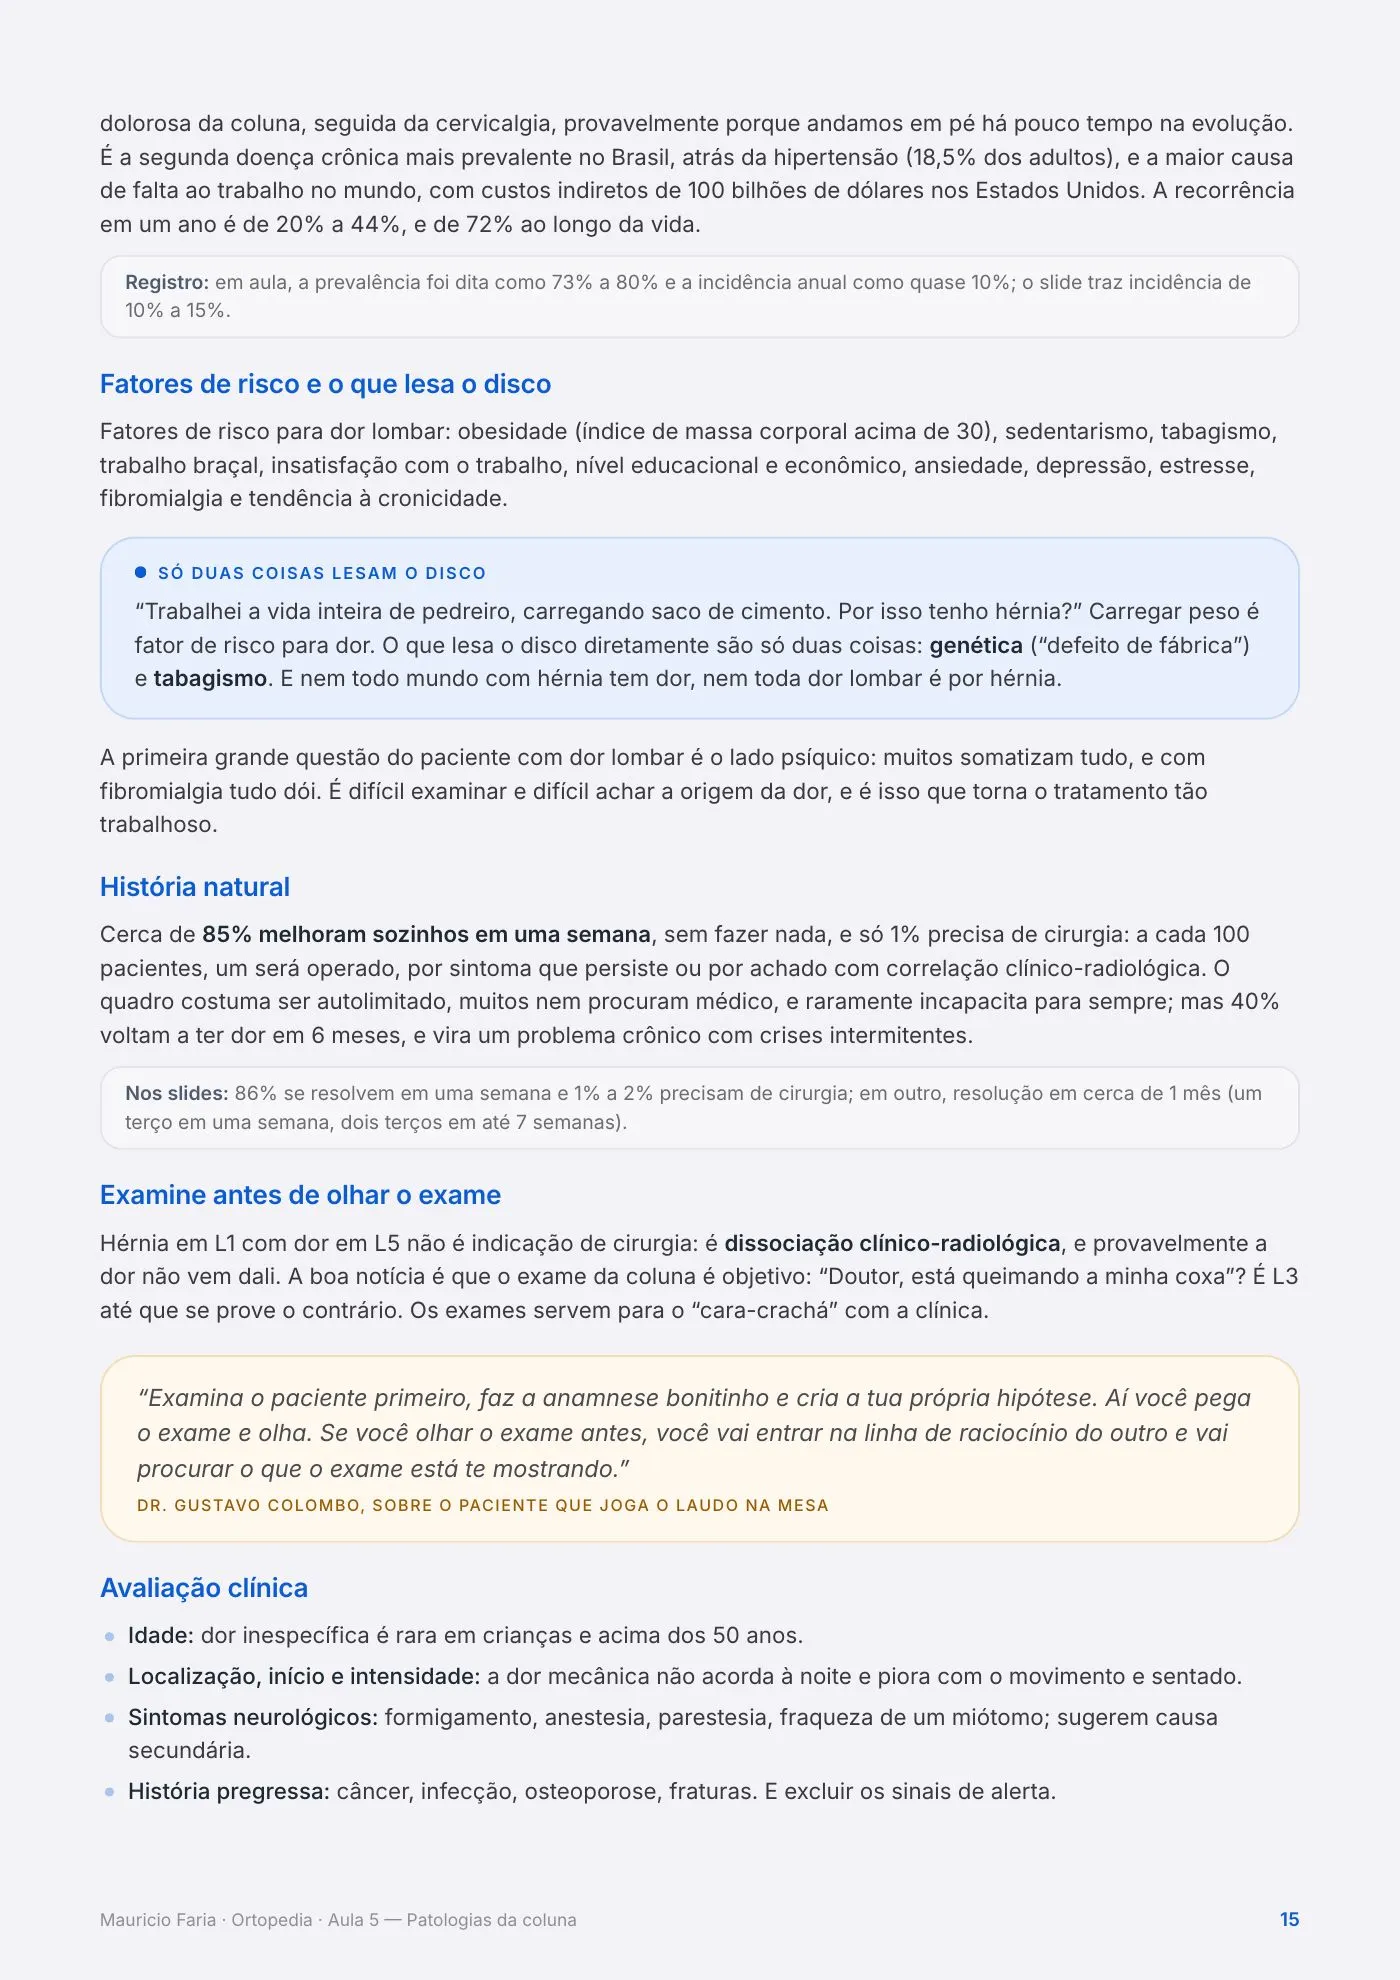 dolorosa da coluna, seguida da cervicalgia, provavelmente porque andamos em pé há pouco tempo na evolução.
É a segunda doença crônica mais prevalente no Brasil, atrás da hipertensão (18,5% dos adultos), e a maior causa
de falta ao trabalho no mundo, com custos indiretos de 100 bilhões de dólares nos Estados Unidos. A recorrência
em um ano é de 20% a 44%, e de 72% ao longo da vida.
Registro: em aula, a prevalência foi dita como 73% a 80% e a incidência anual como quase 10%; o slide traz incidência de
10% a 15%.
Fatores de risco e o que lesa o disco
Fatores de risco para dor lombar: obesidade (índice de massa corporal acima de 30), sedentarismo, tabagismo,
trabalho braçal, insatisfação com o trabalho, nível educacional e econômico, ansiedade, depressão, estresse,
fibromialgia e tendência à cronicidade.
SÓ DUAS COISAS LESAM O DISCO
“Trabalhei a vida inteira de pedreiro, carregando saco de cimento. Por isso tenho hérnia?” Carregar peso é
fator de risco para dor. O que lesa o disco diretamente são só duas coisas: genética (“defeito de fábrica”)
e tabagismo. E nem todo mundo com hérnia tem dor, nem toda dor lombar é por hérnia.
A primeira grande questão do paciente com dor lombar é o lado psíquico: muitos somatizam tudo, e com
fibromialgia tudo dói. É difícil examinar e difícil achar a origem da dor, e é isso que torna o tratamento tão
trabalhoso.
História natural
Cerca de 85% melhoram sozinhos em uma semana, sem fazer nada, e só 1% precisa de cirurgia: a cada 100
pacientes, um será operado, por sintoma que persiste ou por achado com correlação clínico-radiológica. O
quadro costuma ser autolimitado, muitos nem procuram médico, e raramente incapacita para sempre; mas 40%
voltam a ter dor em 6 meses, e vira um problema crônico com crises intermitentes.
Nos slides: 86% se resolvem em uma semana e 1% a 2% precisam de cirurgia; em outro, resolução em cerca de 1 mês (um
terço em uma semana, dois terços em até 7 semanas).
Examine antes de olhar o exame
Hérnia em L1 com dor em L5 não é indicação de cirurgia: é dissociação clínico-radiológica, e provavelmente a
dor não vem dali. A boa notícia é que o exame da coluna é objetivo: “Doutor, está queimando a minha coxa”? É L3
até que se prove o contrário. Os exames servem para o “cara-crachá” com a clínica.
“Examina o paciente primeiro, faz a anamnese bonitinho e cria a tua própria hipótese. Aí você pega
o exame e olha. Se você olhar o exame antes, você vai entrar na linha de raciocínio do outro e vai
procurar o que o exame está te mostrando.”
DR. GUSTAVO COLOMBO, SOBRE O PACIENTE QUE JOGA O LAUDO NA MESA
Avaliação clínica
Idade: dor inespecífica é rara em crianças e acima dos 50 anos.
Localização, início e intensidade: a dor mecânica não acorda à noite e piora com o movimento e sentado.
Sintomas neurológicos: formigamento, anestesia, parestesia, fraqueza de um miótomo; sugerem causa
secundária.
História pregressa: câncer, infecção, osteoporose, fraturas. E excluir os sinais de alerta.
Mauricio Faria · Ortopedia · Aula 5 — Patologias da coluna
15